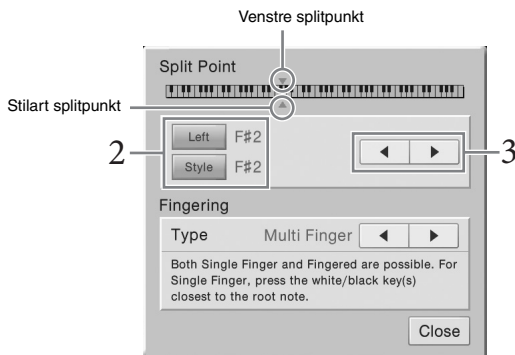 Venstre splitpunkt
Split Point
Stilart splitpunkt
2
Left F#2
3
Style F#2
Fingering
Type Multi Finger
Both Single Finger and Fingered are possible. For
Single Finger, press the white/black key(s)
closest to the root note.
Close